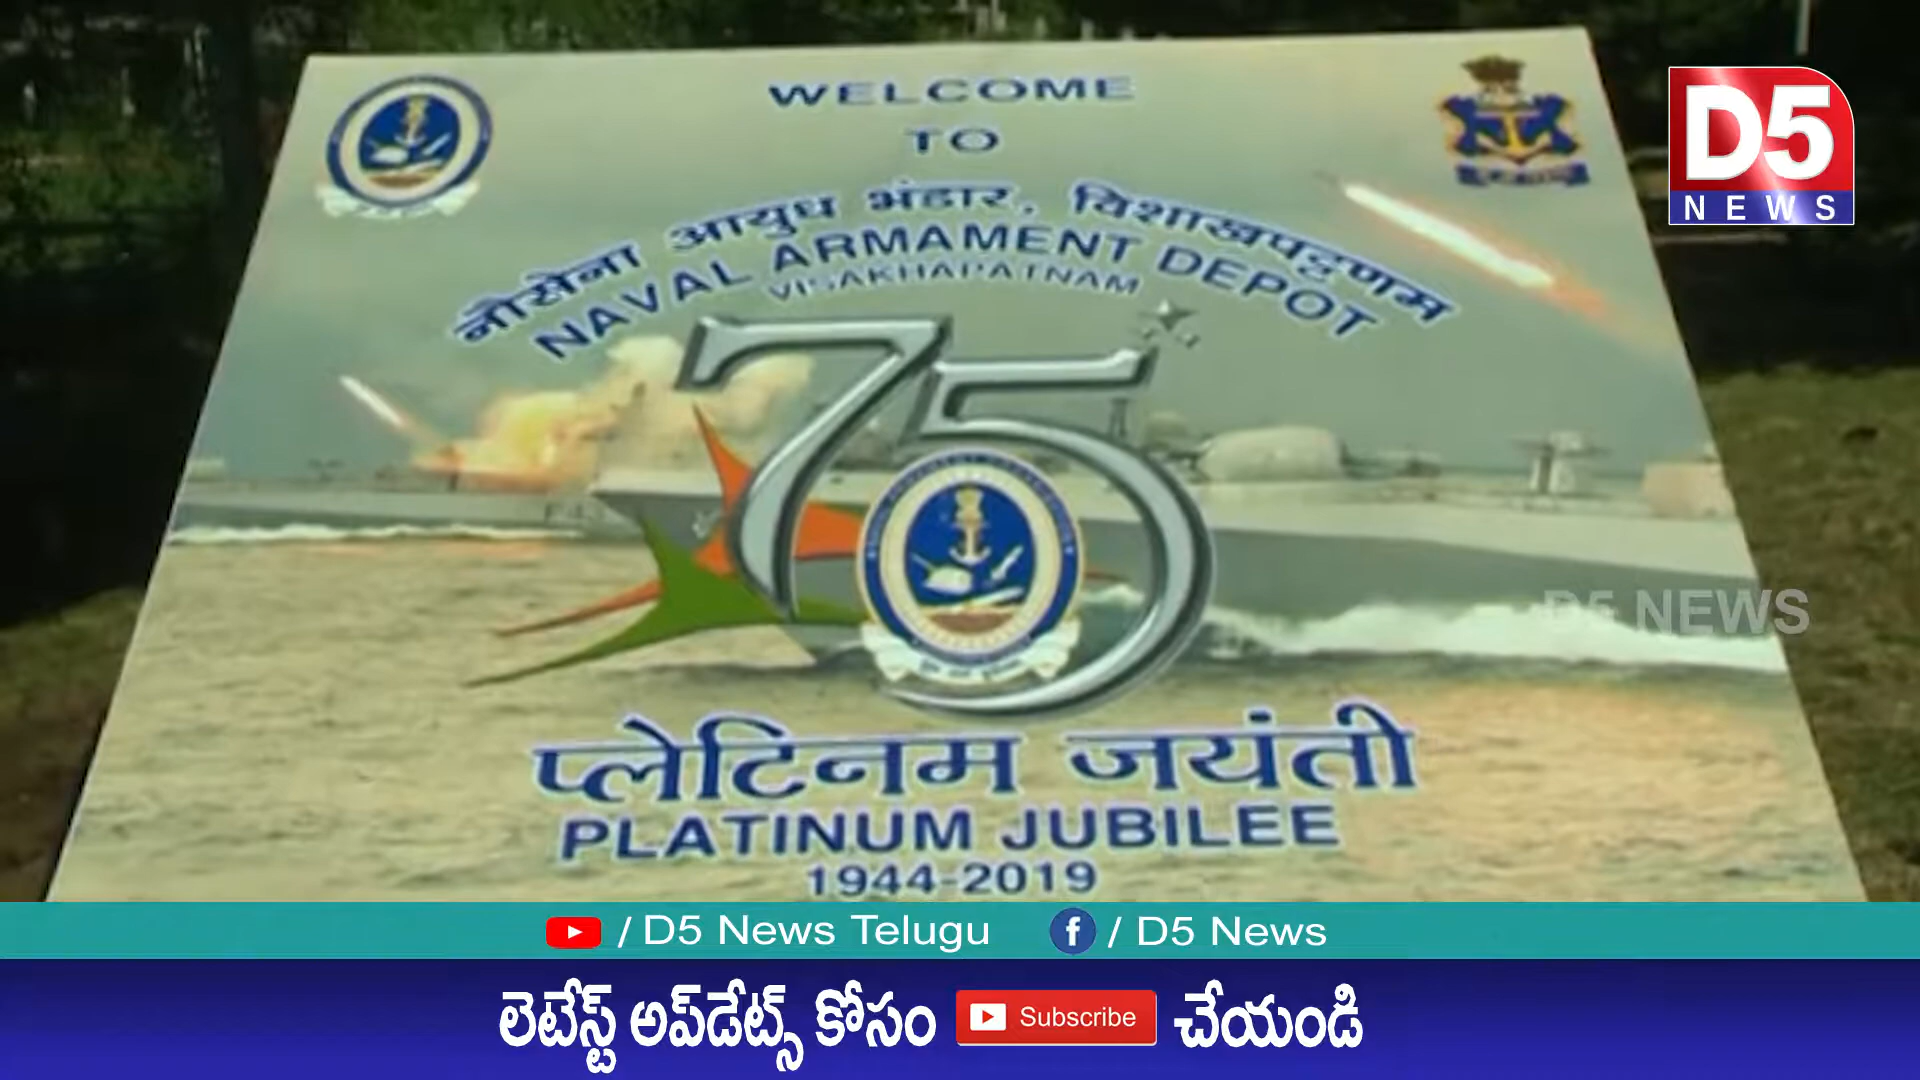 WELCOME
TO
नौसेना आयुध भंडार, विशाखपट्टणम
NAVAL ARMAMENT DEPOT
VISAKHAPATNAM
75
प्लेटिनम जयंती
PLATINUM JUBILEE
1944-2019
D5
NEWS
D5 NEWS
/ D5 News Telugu
/ D5 News
లెటేస్ట్ అప్‌డేట్స్ కోసం Subscribe చేయండి